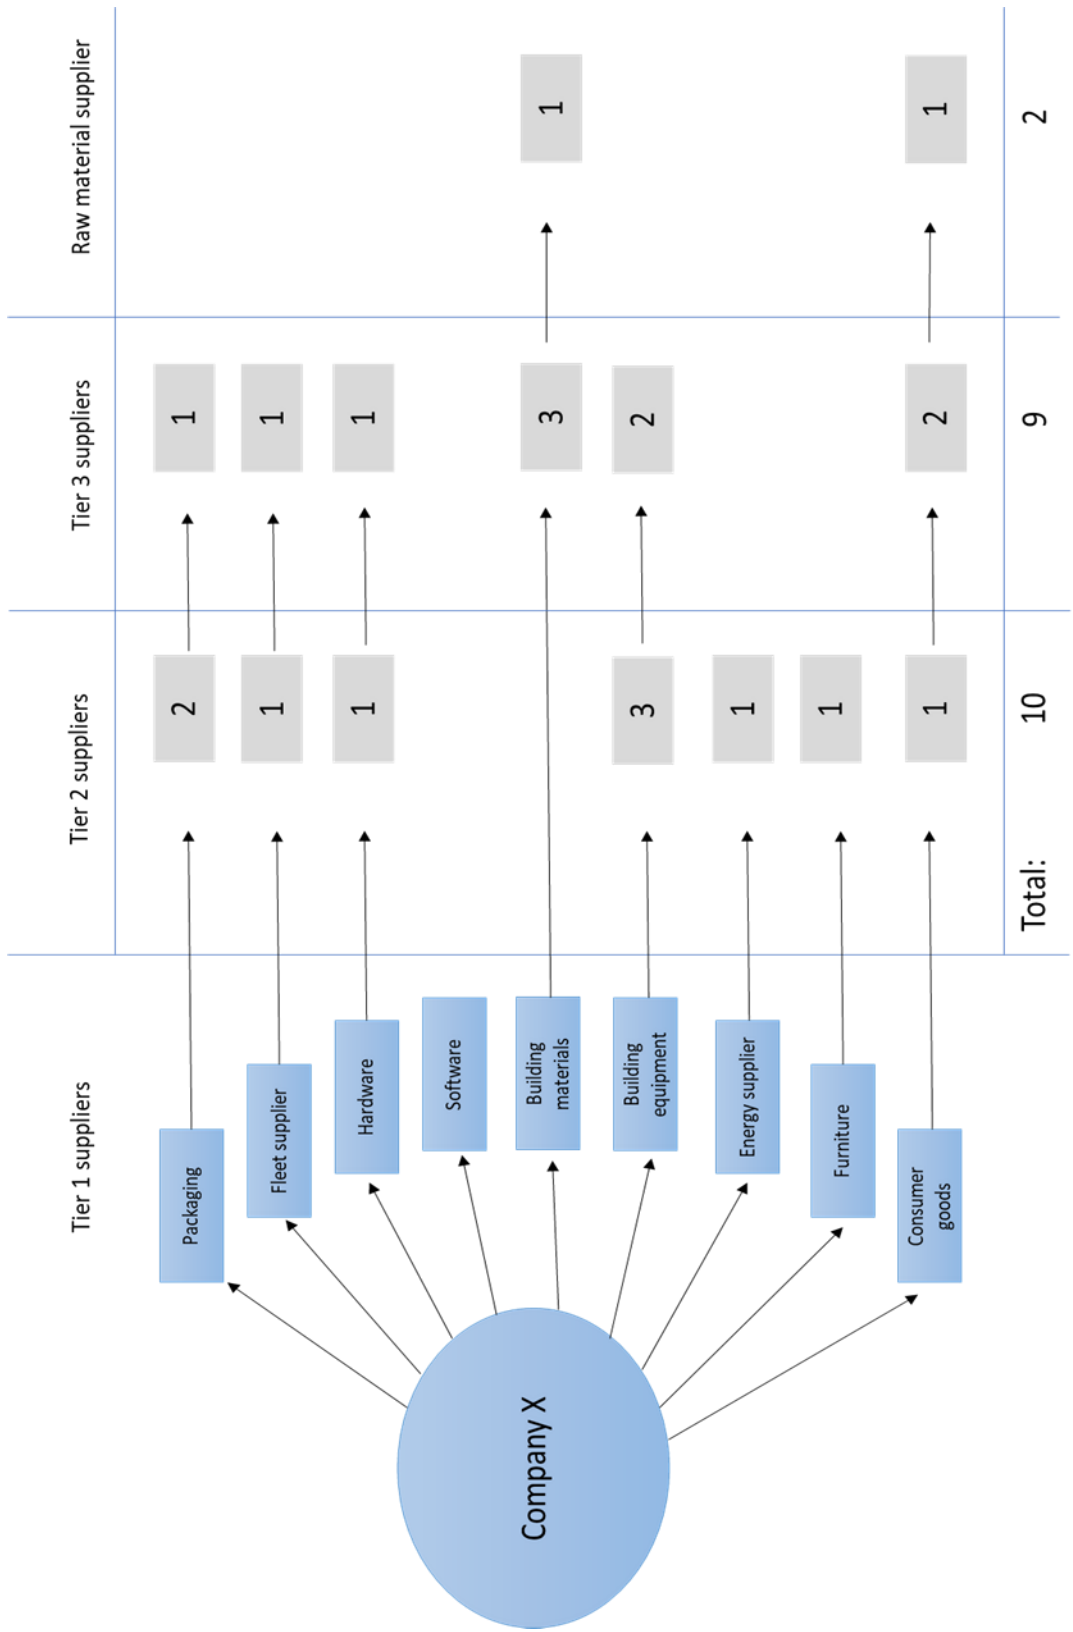 Tier 1 suppliers
Tier 2 suppliers
Tier 3 suppliers
Raw material supplier
Company X
Packaging
2
1
Fleet supplier
1
1
Hardware
1
1
Software
Building
materials
3
1
Building
equipment
3
2
Energy supplier
1
Furniture
1
Consumer
goods
1
2
1
Total:
10
9
2